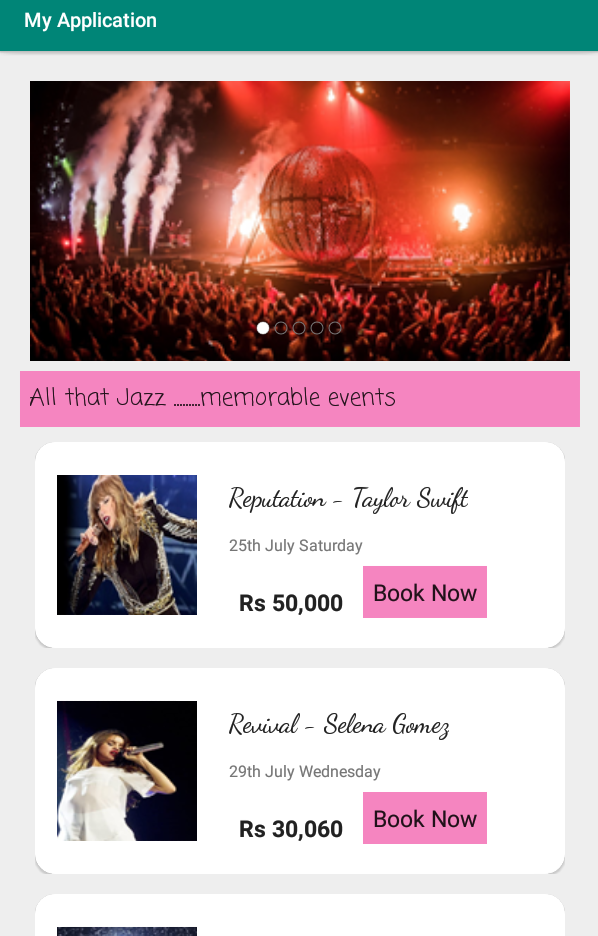 My Application
All that Jazz ........memorable events
Reputation - Taylor Swift
25th July Saturday
Rs 50,000
Book Now
Revival - Selena Gomez
29th July Wednesday
Rs 30,060
Book Now